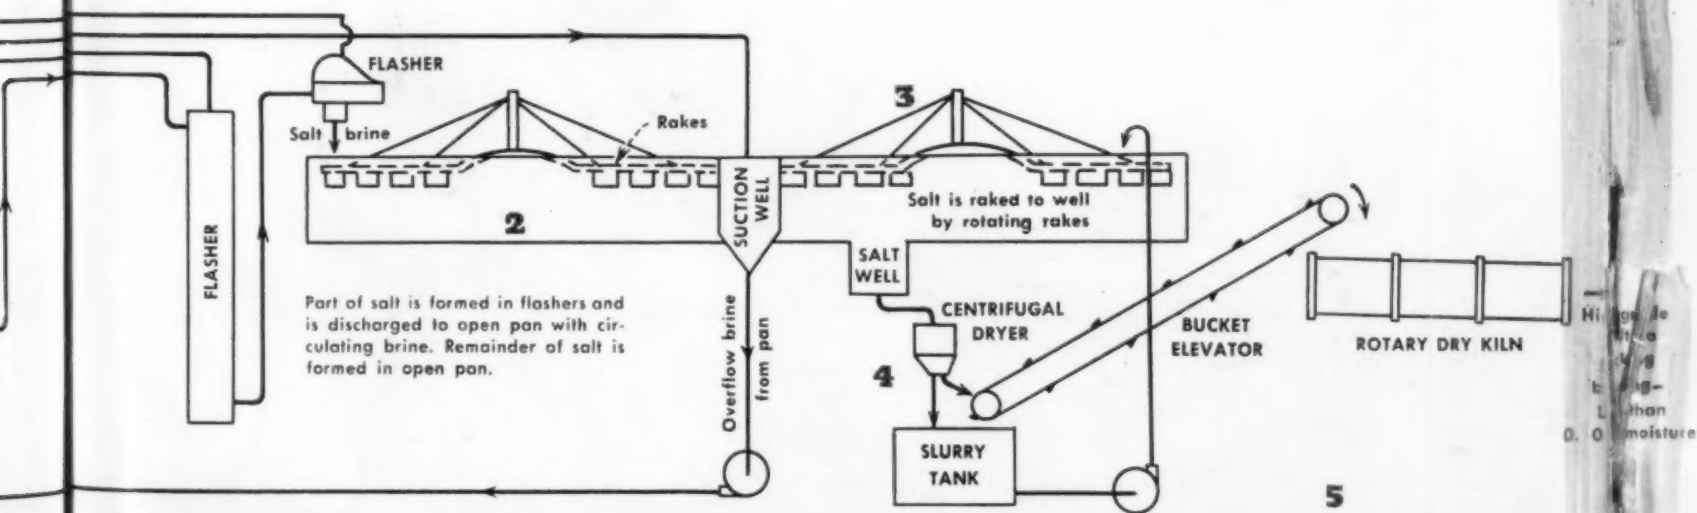 FLASHER
3
Salt brine
Rakes
SUCTION
WELL
Salt is raked to well
by rotating rakes
2
FLASHER
SALT
WELL
Part of salt is formed in flashers and
is discharged to open pan with cir-
culating brine. Remainder of salt is
formed in open pan.
Overflow brine
from pan
CENTRIFUGAL
DRYER
BUCKET
ELEVATOR
ROTARY DRY KILN
4
SLURRY
TANK
moisture
5